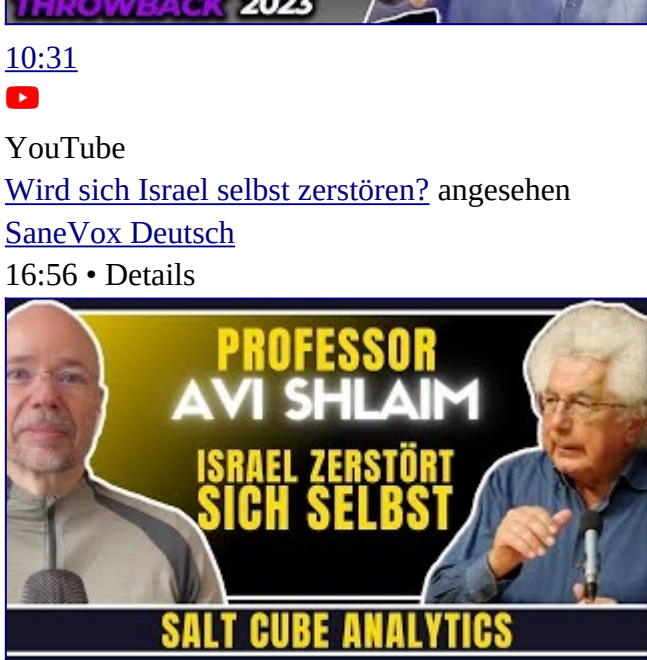 THROWBACK 2023
10:31
YouTube
Wird sich Israel selbst zerstören? angesehen
SaneVox Deutsch
16:56 • Details
PROFESSOR
AVI SHLAIM
ISRAEL ZERSTÖRT
SICH SELBST
SALT CUBE ANALYTICS